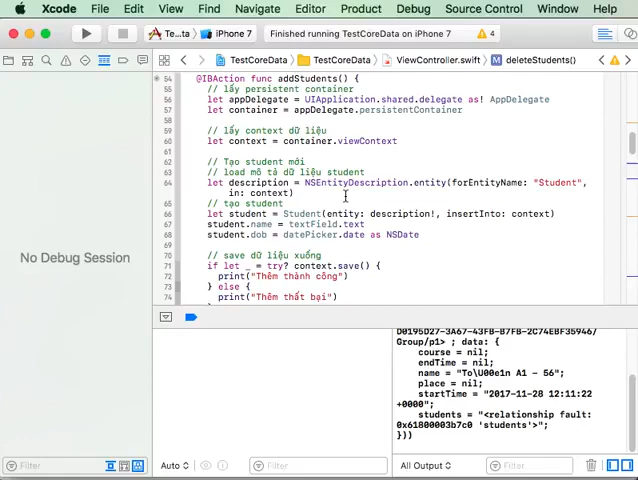 Xcode File Edit View Find Navigate Editor Product Debug Source Control Window Help
Te...ta iPhone 7 Finished running TestCoreData on iPhone 7 4
TestCoreData TestCoreData ViewController.swift M deleteStudents()
54 @IBAction func addStudents() {
55 // lấy persistent container
56 let appDelegate = UIApplication.shared.delegate as! AppDelegate
57 let container = appDelegate.persistentContainer
58
59 // lấy context dữ liệu
60 let context = container.viewContext
61
62 // Tạo student mới
63 // load mô tả dữ liệu student
64 let description = NSEntityDescription.entity(forEntityName: "Student",
in: context)
65 // tạo student
66 let student = Student(entity: description!, insertInto: context)
67 student.name = textField.text
68 student.dob = datePicker.date as NSDate
69
70 // save dữ liệu xuống
71 if let _ = try? context.save() {
72 print("Thêm thành công")
73 } else {
74 print("Thêm thất bại")
No Debug Session
D0195D27-3A67-43FB-B7FB-2C74EBF35946/
Group/p1> ; data: {
course = nil;
endTime = nil;
name = "To\U00e1n A1 - 56";
place = nil;
startTime = "2017-11-28 12:11:22
+0000";
students = "<relationship fault:
0x61800003b7c0 'students'>";
}))
Filter Auto Filter All Output Filter